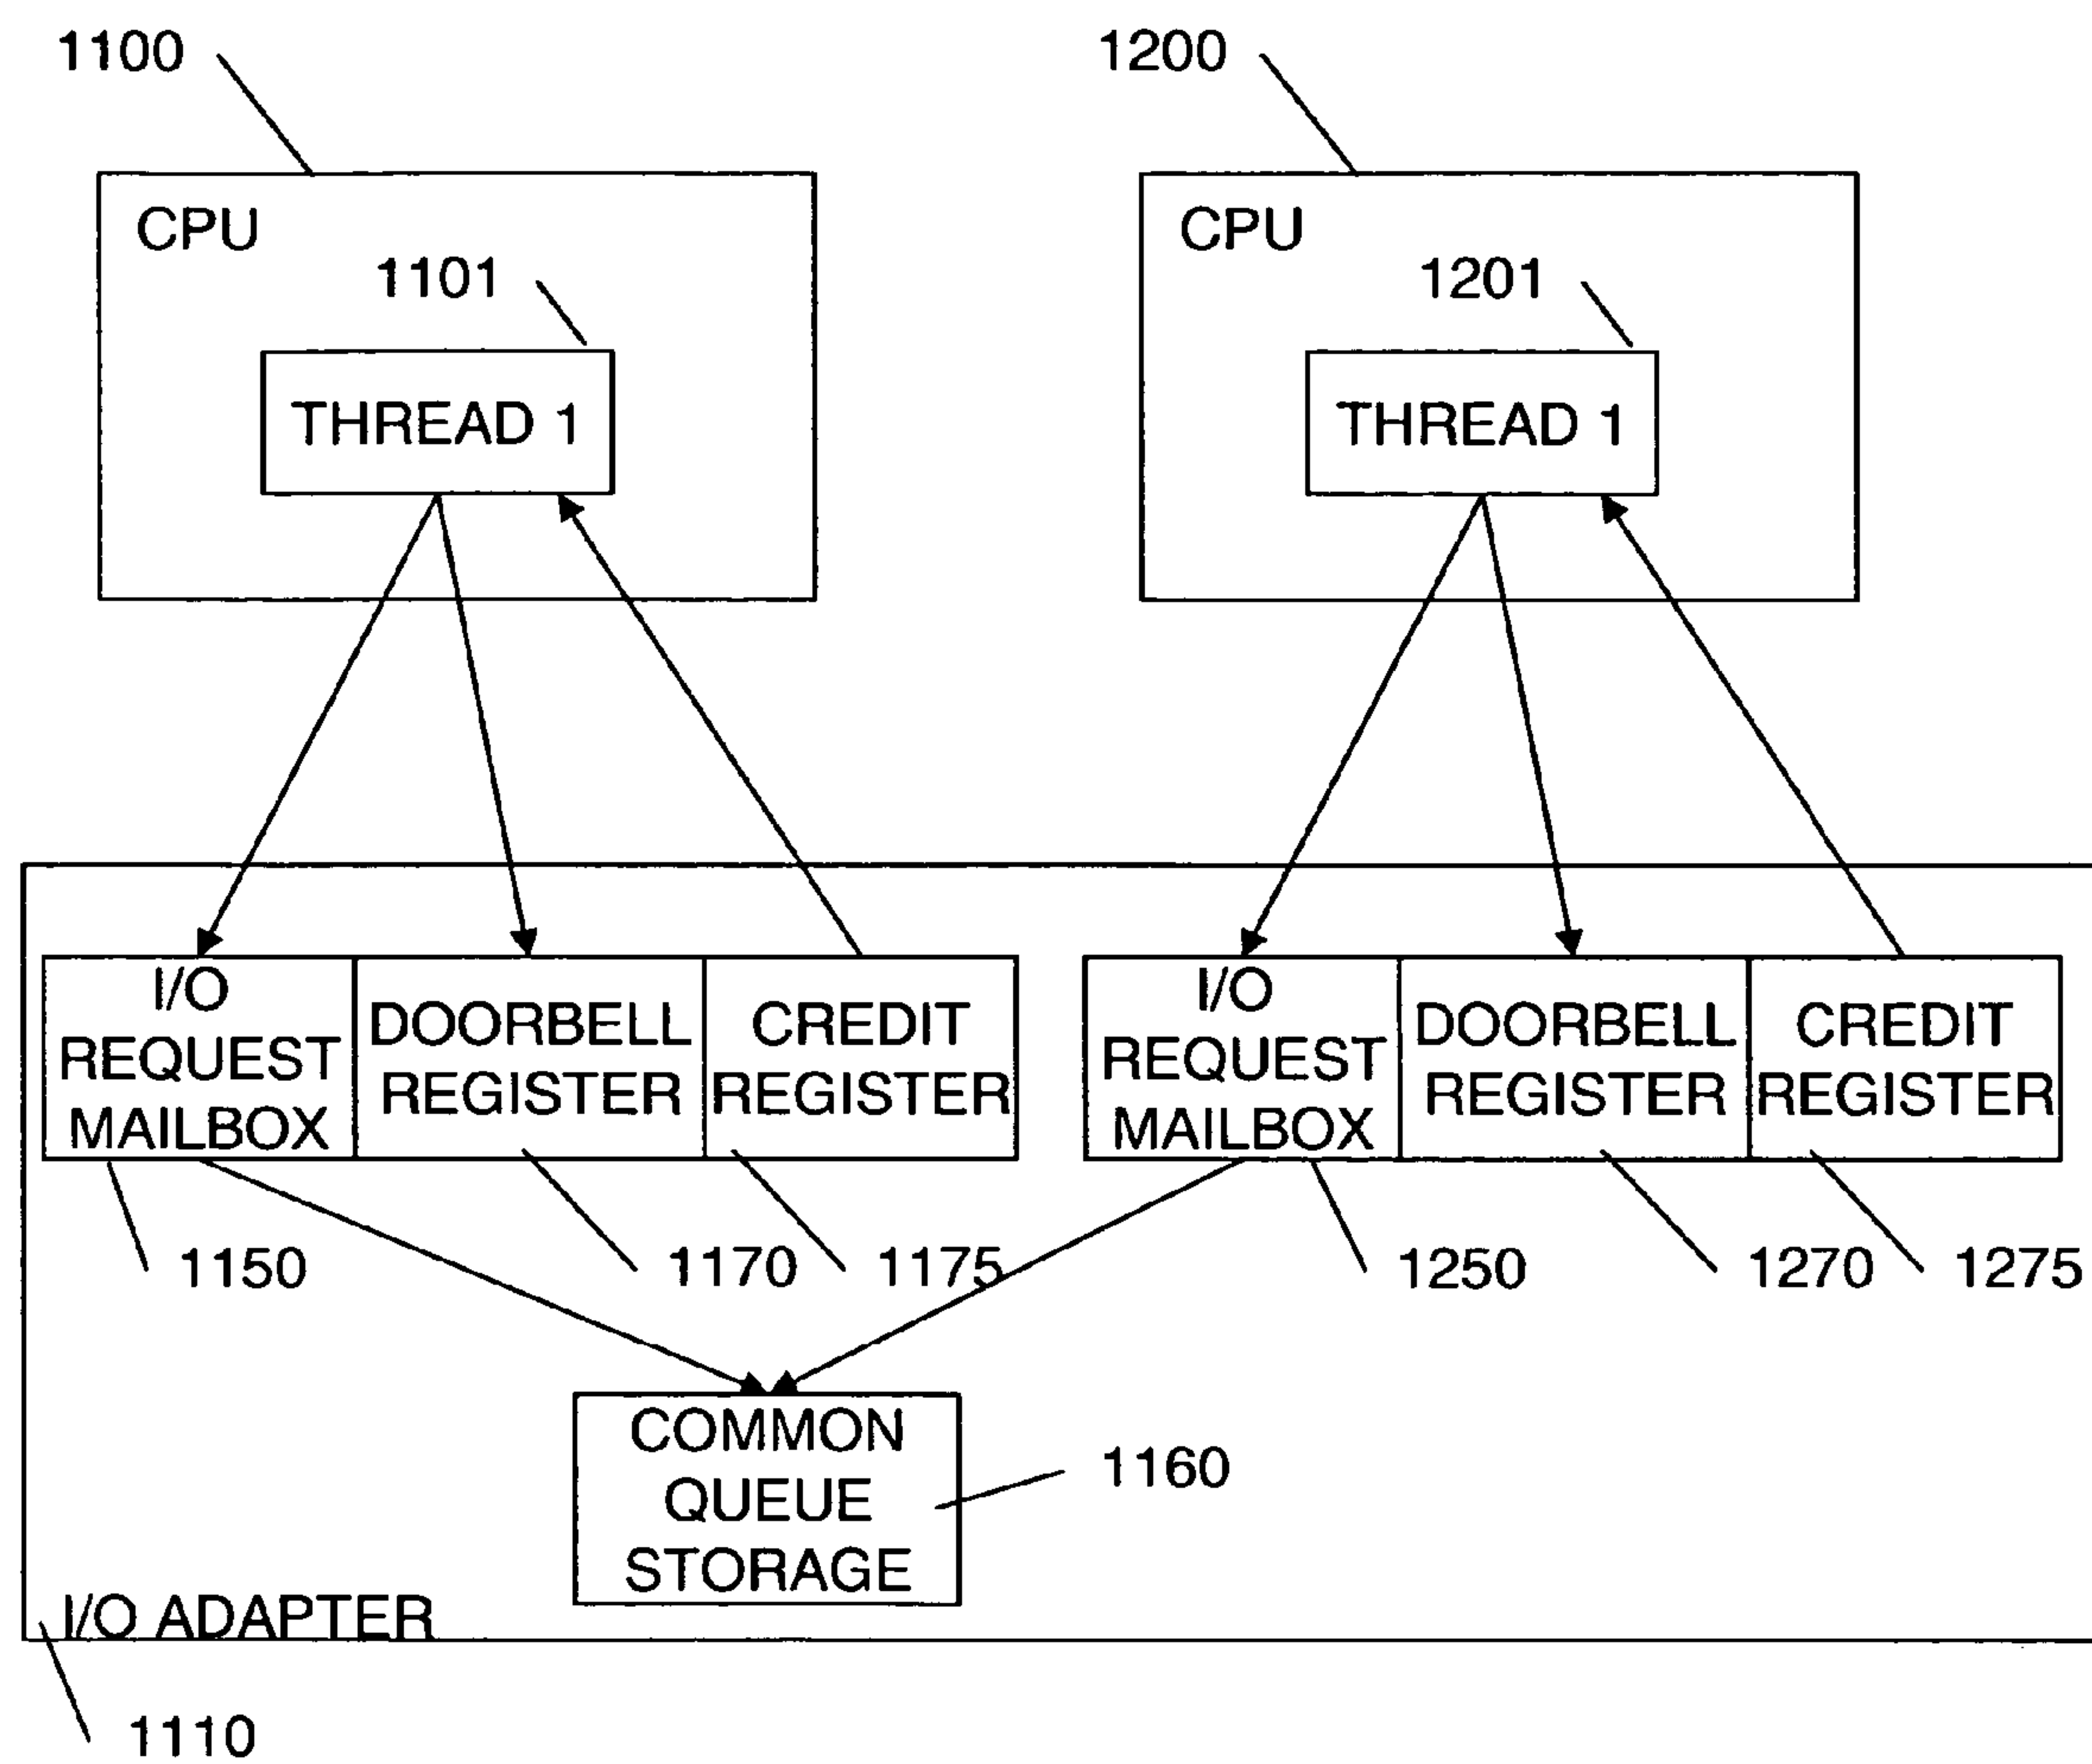 1100
1200
CPU
CPU
1101
1201
THREAD 1
THREAD 1
I/O
REQUEST
MAILBOX
DOORBELL
REGISTER
CREDIT
REGISTER
I/O
REQUEST
MAILBOX
DOORBELL
REGISTER
CREDIT
REGISTER
1150
1170
1175
1250
1270
1275
COMMON
QUEUE
STORAGE
1160
I/O ADAPTER
1110